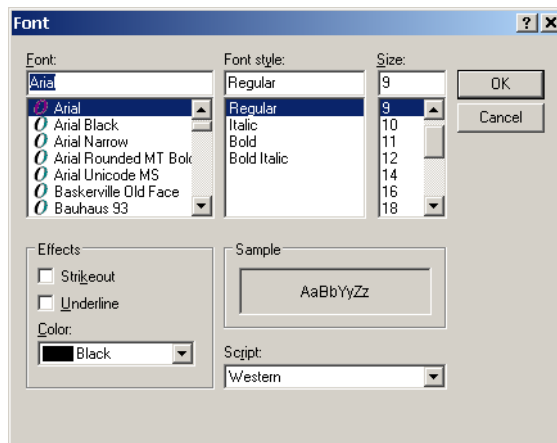 Font
Font: Font style: Size:
Arial Regular 9
Arial Regular 9
Arial Black Italic 10
Arial Narrow Bold 11
Arial Rounded MT Bold Bold Italic 12
Arial Unicode MS 14
Baskerville Old Face 16
Bauhaus 93 18
OK
Cancel
Effects
Strikeout
Underline
Color:
Black
Sample
AaBbYyZz
Script:
Western